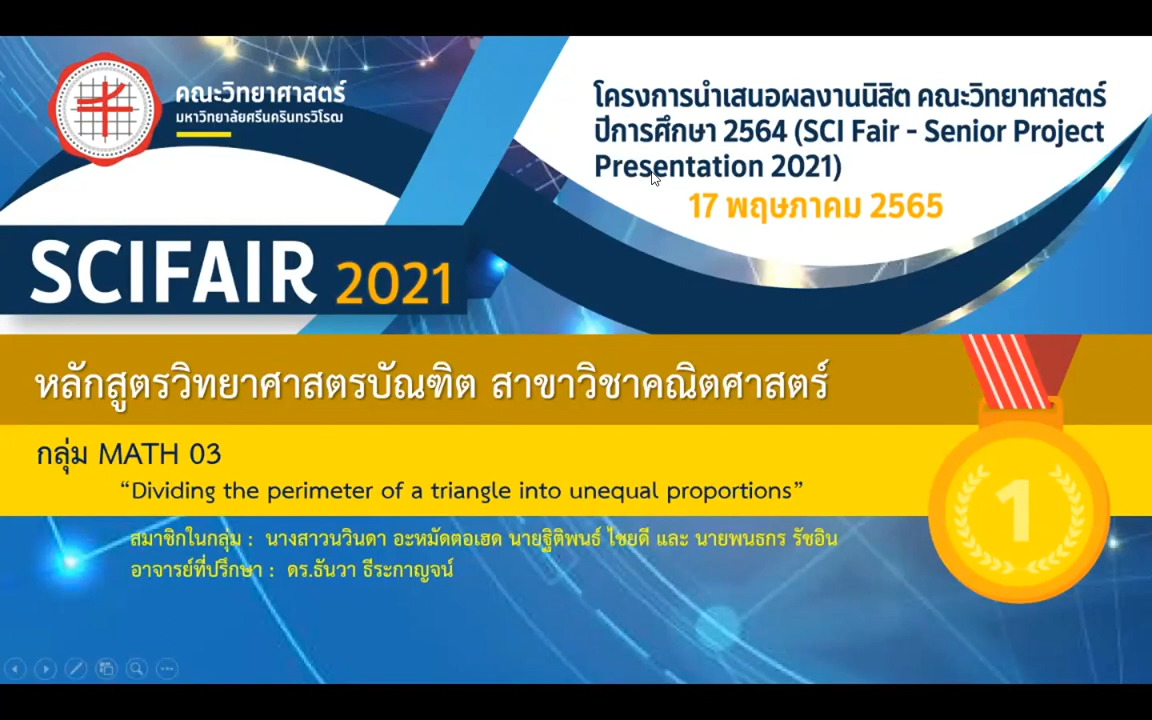 คณะวิทยาศาสตร์
มหาวิทยาลัยศรีนครินทรวิโรฒ
โครงการนำเสนอผลงานนิสิต คณะวิทยาศาสตร์
ปีการศึกษา 2564 (SCI Fair - Senior Project
Presentation 2021)
17 พฤษภาคม 2565
SCIFAIR 2021
หลักสูตรวิทยาศาสตรบัณฑิต สาขาวิชาคณิตศาสตร์
กลุ่ม MATH 03
“Dividing the perimeter of a triangle into unequal proportions”
1
สมาชิกในกลุ่ม : นางสาวนวินดา อะหมัดตอเฮด นายฐิติพนธ์ ไชยดี และ นายพนธกร รัชอิน
อาจารย์ที่ปรึกษา : ดร.ธันวา ธีระกาญจน์